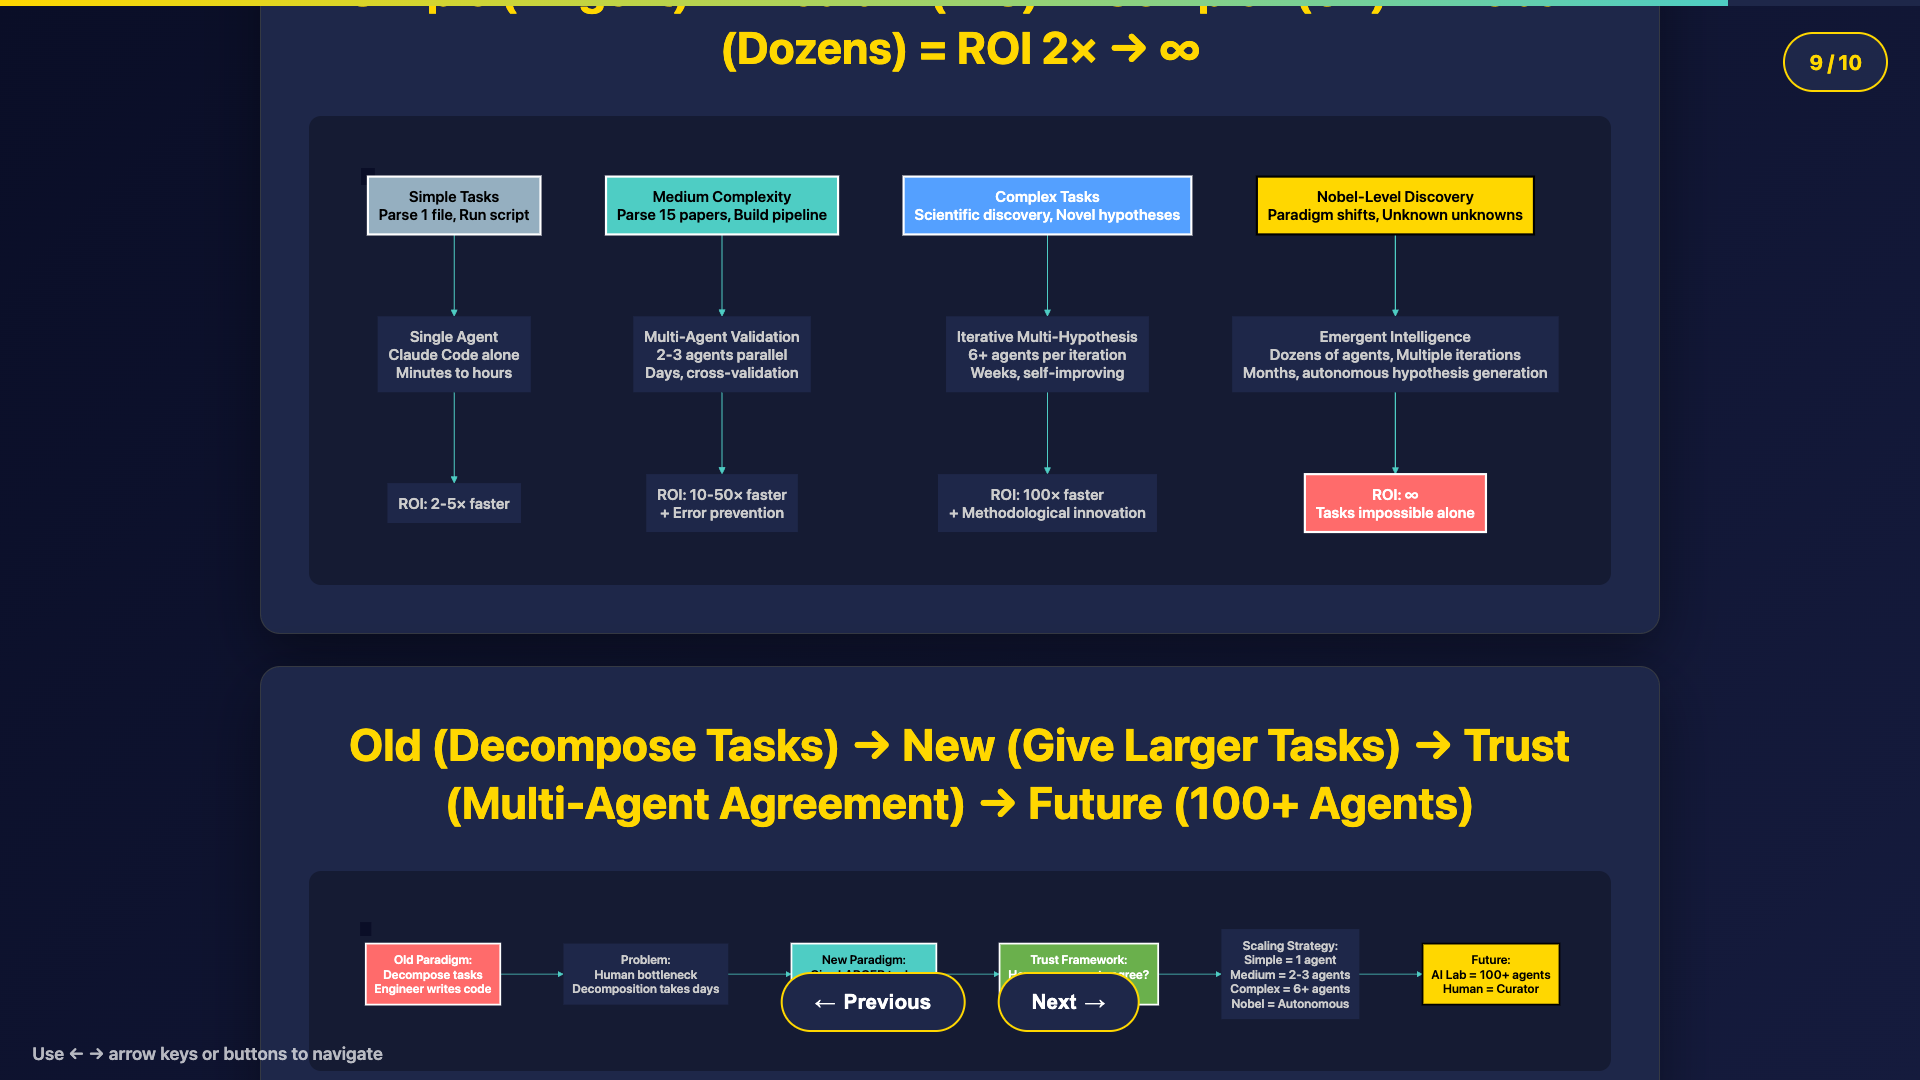 (Dozens) = ROI 2× → ∞
9 / 10
Simple Tasks
Parse 1 file, Run script
Medium Complexity
Parse 15 papers, Build pipeline
Complex Tasks
Scientific discovery, Novel hypotheses
Nobel-Level Discovery
Paradigm shifts, Unknown unknowns
Single Agent
Claude Code alone
Minutes to hours
Multi-Agent Validation
2-3 agents parallel
Days, cross-validation
Iterative Multi-Hypothesis
6+ agents per iteration
Weeks, self-improving
Emergent Intelligence
Dozens of agents, Multiple iterations
Months, autonomous hypothesis generation
ROI: 2-5× faster
ROI: 10-50× faster
+ Error prevention
ROI: 100× faster
+ Methodological innovation
ROI: ∞
Tasks impossible alone
Old (Decompose Tasks) → New (Give Larger Tasks) → Trust
(Multi-Agent Agreement) → Future (100+ Agents)
Old Paradigm:
Decompose tasks
Engineer writes code
Problem:
Human bottleneck
Decomposition takes days
New Paradigm:
Trust Framework:
Scaling Strategy:
Simple = 1 agent
Medium = 2-3 agents
Complex = 6+ agents
Nobel = Autonomous
Future:
AI Lab = 100+ agents
Human = Curator
← Previous
Next →
Use ← → arrow keys or buttons to navigate